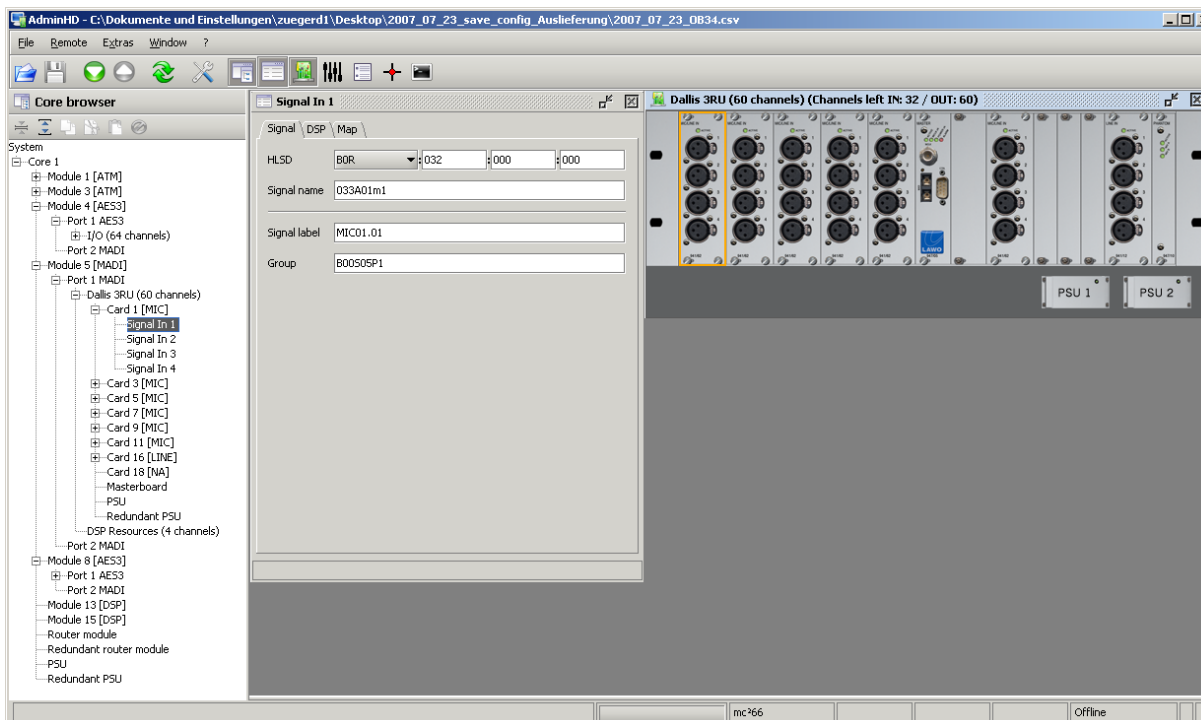 AdminHD - C:\Dokumente und Einstellungen\zuegerd1\Desktop\2007_07_23_save_config_Auslieferung\2007_07_23_OB34.csv
File Remote Extras Window ?
Core browser
System
Core 1
Module 1 [ATM]
Module 3 [ATM]
Module 4 [AES3]
Port 1 AES3
I/O (64 channels)
Port 2 MADI
Module 5 [MADI]
Port 1 MADI
Dallis 3RU (60 channels)
Card 1 [MIC]
Signal In 1
Signal In 2
Signal In 3
Signal In 4
Card 3 [MIC]
Card 5 [MIC]
Card 7 [MIC]
Card 9 [MIC]
Card 11 [MIC]
Card 16 [LINE]
Card 18 [NA]
Masterboard
PSU
Redundant PSU
DSP Resources (4 channels)
Port 2 MADI
Module 8 [AES3]
Port 1 AES3
Port 2 MADI
Module 13 [DSP]
Module 15 [DSP]
Router module
Redundant router module
PSU
Redundant PSU
Signal In 1
Signal DSP Map
HLSD B0R :032 :000 :000
Signal name 033A01m1
Signal label MIC01.01
Group B00S05P1
Dallis 3RU (60 channels) (Channels left IN: 32 / OUT: 60)
LAWO
PSU 1 PSU 2
mc²66 Offline